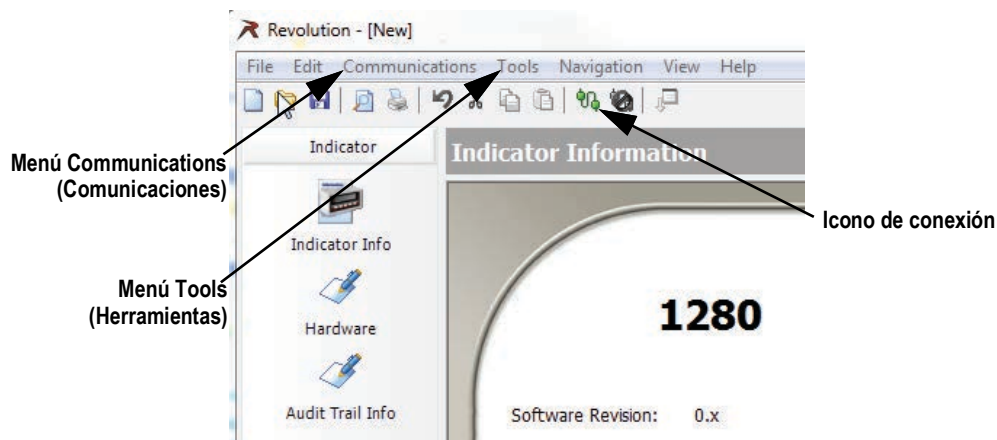 Revolution - [New]
File Edit Communications Tools Navigation View Help
Indicator
Indicator Information
Menú Communications
(Comunicaciones)
Icono de conexión
Indicator Info
Menú Tools
(Herramientas)
1280
Hardware
Audit Trail Info
Software Revision: 0.x